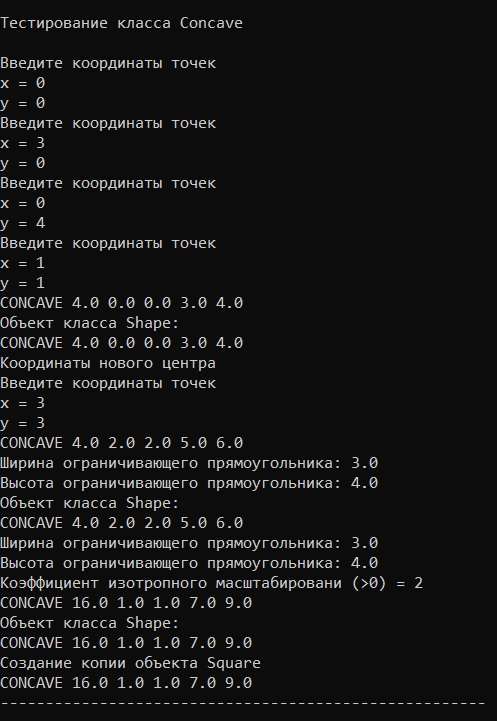 Тестирование класса Concave
Введите координаты точек
x = 0
y = 0
Введите координаты точек
x = 3
y = 0
Введите координаты точек
x = 0
y = 4
Введите координаты точек
x = 1
y = 1
CONCAVE 4.0 0.0 0.0 3.0 4.0
Объект класса Shape:
CONCAVE 4.0 0.0 0.0 3.0 4.0
Координаты нового центра
Введите координаты точек
x = 3
y = 3
CONCAVE 4.0 2.0 2.0 5.0 6.0
Ширина ограничивающего прямоугольника: 3.0
Высота ограничивающего прямоугольника: 4.0
Объект класса Shape:
CONCAVE 4.0 2.0 2.0 5.0 6.0
Ширина ограничивающего прямоугольника: 3.0
Высота ограничивающего прямоугольника: 4.0
Коэффициент изотропного масштабировани (>0) = 2
CONCAVE 16.0 1.0 1.0 7.0 9.0
Объект класса Shape:
CONCAVE 16.0 1.0 1.0 7.0 9.0
Создание копии объекта Square
CONCAVE 16.0 1.0 1.0 7.0 9.0
------------------------------------------------------